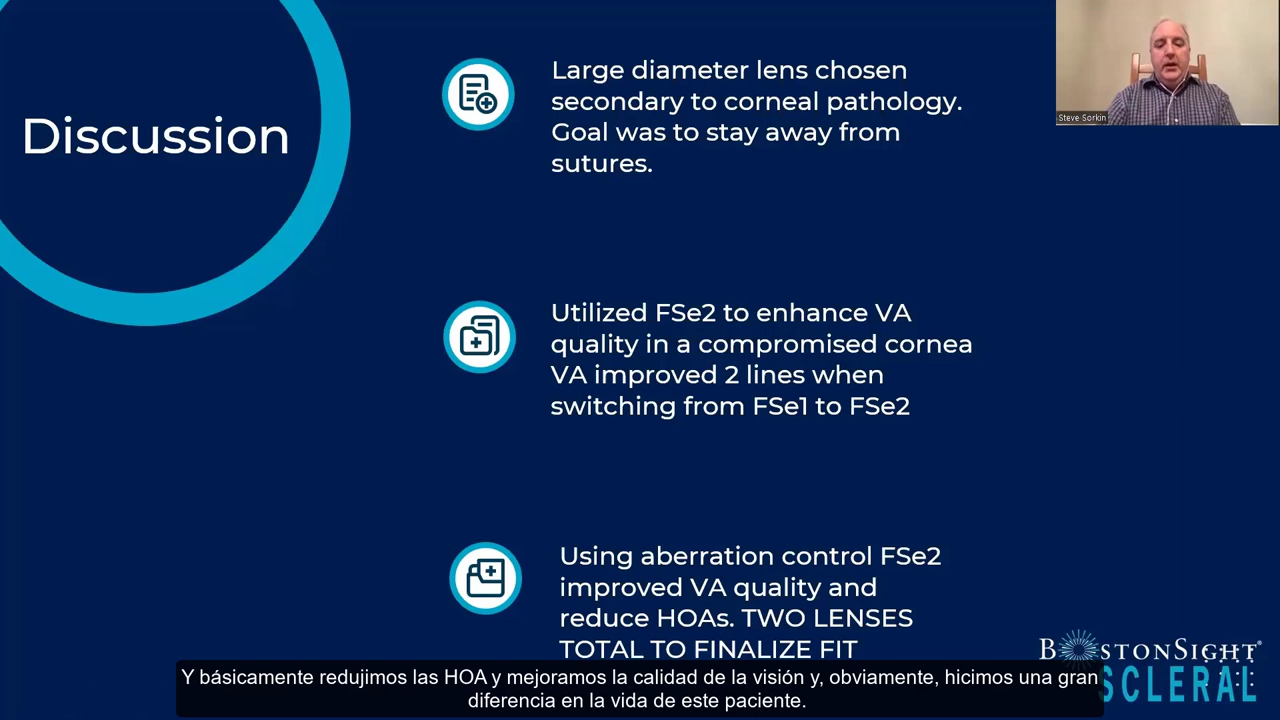 Discussion
Large diameter lens chosen
secondary to corneal pathology.
Goal was to stay away from
sutures.
Steve Sorkin
Utilized FSe2 to enhance VA
quality in a compromised cornea
VA improved 2 lines when
switching from FSe1 to FSe2
Using aberration control FSe2
improved VA quality and
reduce HOAs. TWO LENSES
TOTAL TO FINALIZE FIT
BOSTONSIGHT®
SCLERAL
Y básicamente redujimos las HOA y mejoramos la calidad de la visión y, obviamente, hicimos una gran
diferencia en la vida de este paciente.